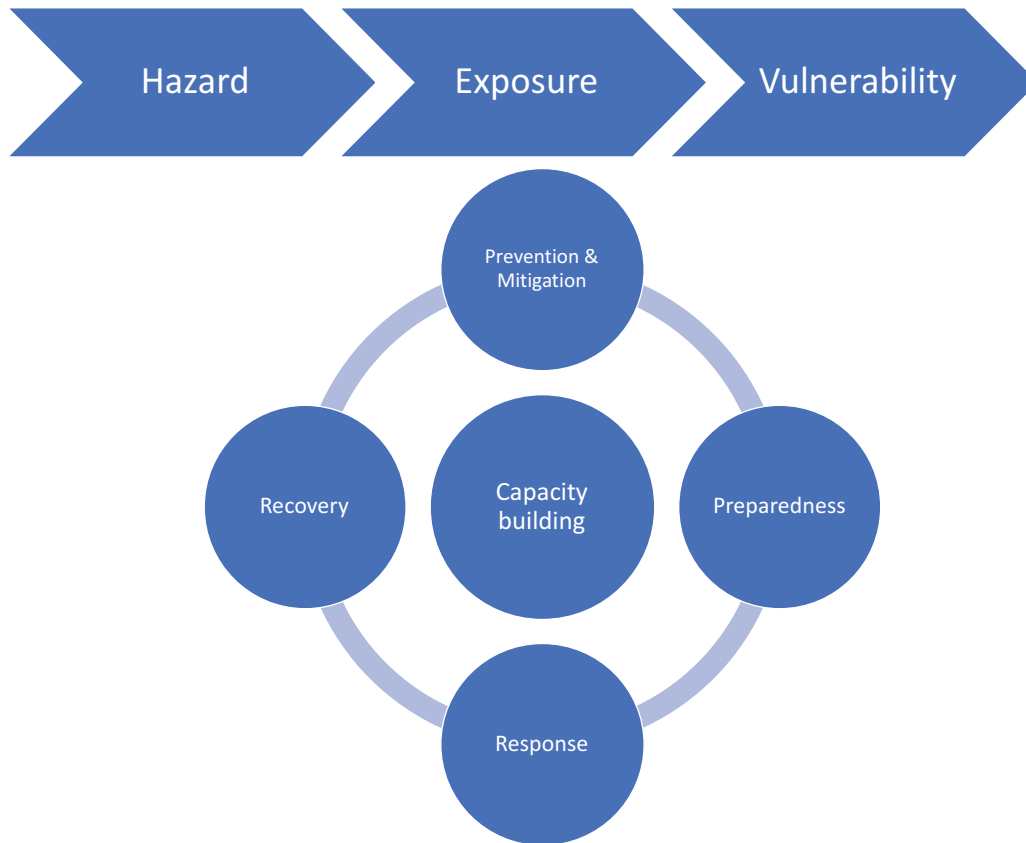 Hazard
Exposure
Vulnerability
Prevention &
Mitigation
Recovery
Capacity
building
Preparedness
Response